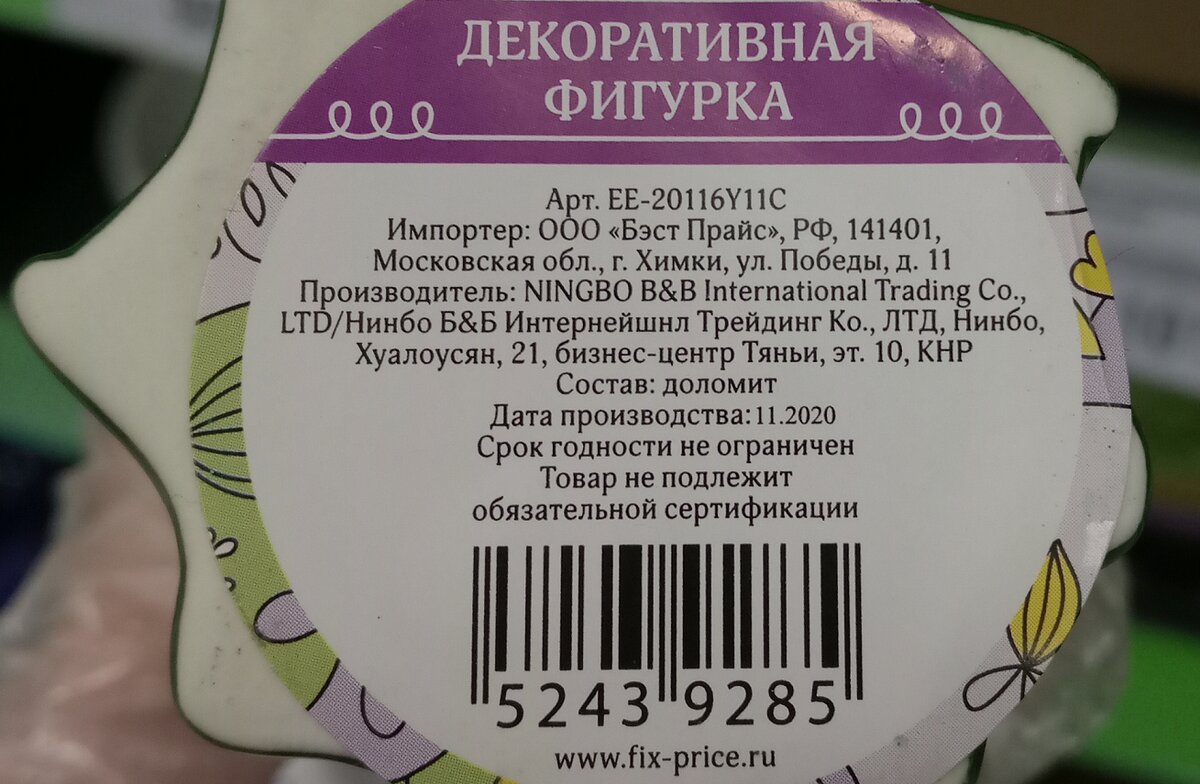 ДЕКОРАТИВНАЯ
ФИГУРКА
Арт. EE-20116Y11C
Импортер: ООО «Бэст Прайс», РФ, 141401,
Московская обл., г. Химки, ул. Победы, д. 11
Производитель: NINGBO B&B International Trading Co.,
LTD/Нинбо Б&Б Интернейшнл Трейдинг Ко., ЛТД, Нинбо,
Хуалоусян, 21, бизнес-центр Тяньи, эт. 10, КНР
Состав: доломит
Дата производства: 11.2020
Срок годности не ограничен
Товар не подлежит
обязательной сертификации
5243 9285
www.fix-price.ru